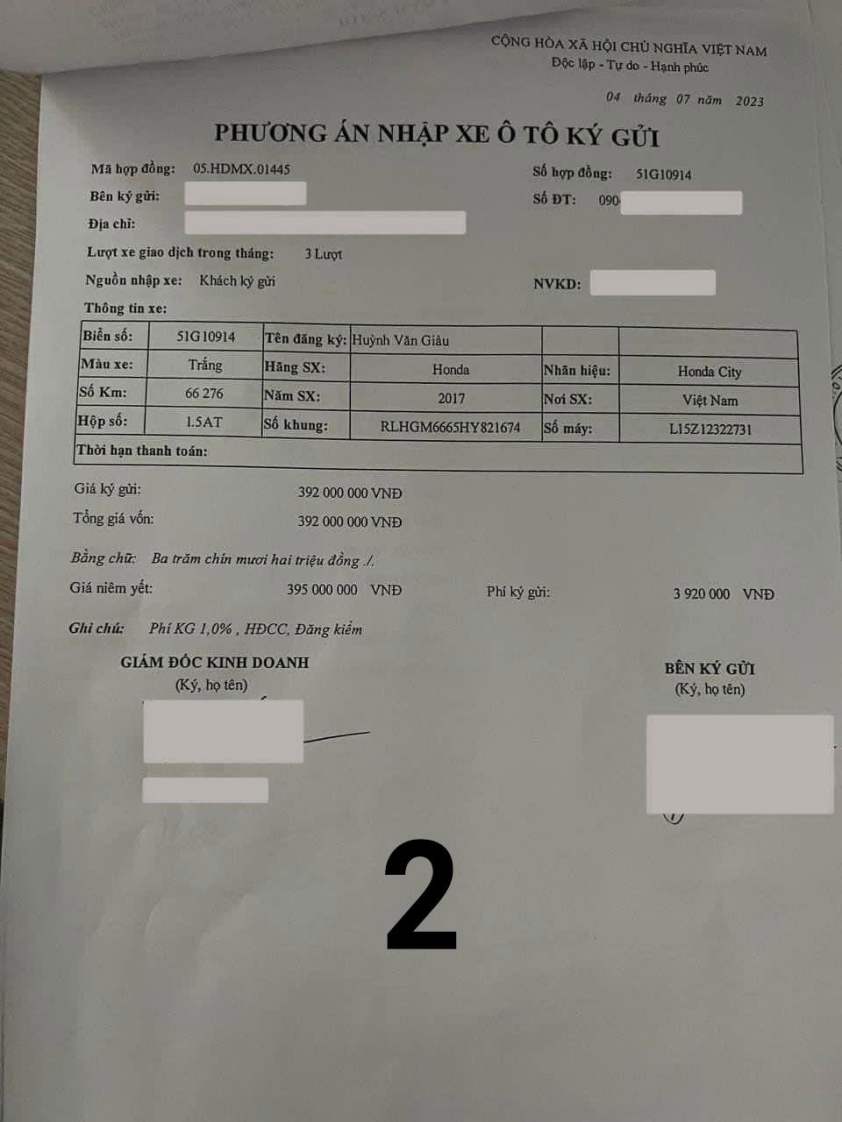 CỘNG HÒA XÃ HỘI CHỦ NGHĨA VIỆT NAM
Độc lập - Tự do - Hạnh phúc
04 tháng 07 năm 2023
PHƯƠNG ÁN NHẬP XE Ô TÔ KÝ GỬI
Mã hợp đồng: 05.HDMX.01445 Số hợp đồng: 51G10914
Bên ký gửi: Số ĐT: 090
Địa chỉ:
Lượt xe giao dịch trong tháng: 3 Lượt
Nguồn nhập xe: Khách ký gửi NVKD:
Thông tin xe:
Biển số: 51G10914 Tên đăng ký: Huỳnh Văn Giàu
Màu xe: Trắng Hãng SX: Honda Nhãn hiệu: Honda City
Số Km: 66 276 Năm SX: 2017 Nơi SX: Việt Nam
Hộp số: 1.5AT Số khung: RLHGM6665HY821674 Số máy: L15Z12322731
Thời hạn thanh toán:
Giá ký gửi: 392 000 000 VNĐ
Tổng giá vốn: 392 000 000 VNĐ
Bằng chữ: Ba trăm chín mươi hai triệu đồng ./.
Giá niêm yết: 395 000 000 VNĐ Phí ký gửi: 3 920 000 VNĐ
Ghi chú: Phí KG 1,0% , HĐCC, Đăng kiểm
GIÁM ĐỐC KINH DOANH BÊN KÝ GỬI
(Ký, họ tên) (Ký, họ tên)
2